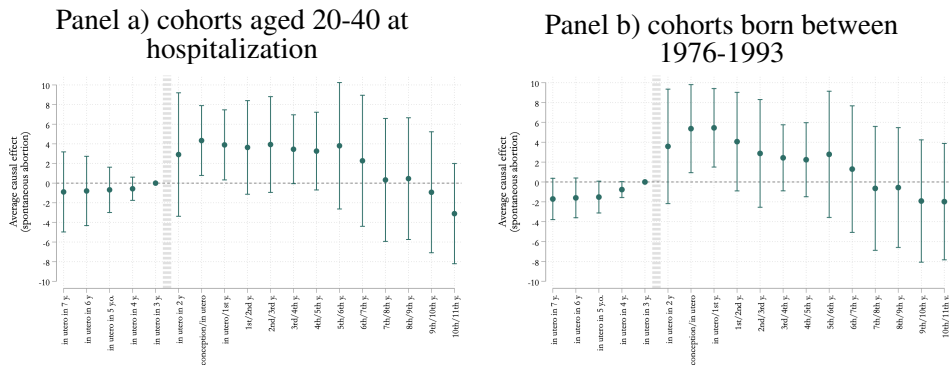 Panel a) cohorts aged 20-40 at
hospitalization
Average causal effect
(spontaneous abortion)
10
8
6
4
2
0
-2
-4
-6
-8
-10
in utero in 7 y.
in utero in 6 y
in utero in 5 y.o.
in utero in 4 y.
in utero in 3 y.
in utero in 2 y
conception/in utero
in utero/1st y.
1st/2nd y.
2nd/3rd y.
3rd/4th y.
4th/5th y.
5th/6th y.
6th/7th y.
7th/8th y.
8th/9th y.
9th/10th y.
10th/11th y.
Panel b) cohorts born between
1976-1993
Average causal effect
(spontaneous abortion)
10
8
6
4
2
0
-2
-4
-6
-8
-10
in utero in 7 y.
in utero in 6 y
in utero in 5 y.o.
in utero in 4 y.
in utero in 3 y.
in utero in 2 y
conception/in utero
in utero/1st y.
1st/2nd y.
2nd/3rd y.
3rd/4th y.
4th/5th y.
5th/6th y.
6th/7th y.
7th/8th y.
8th/9th y.
9th/10th y.
10th/11th y.